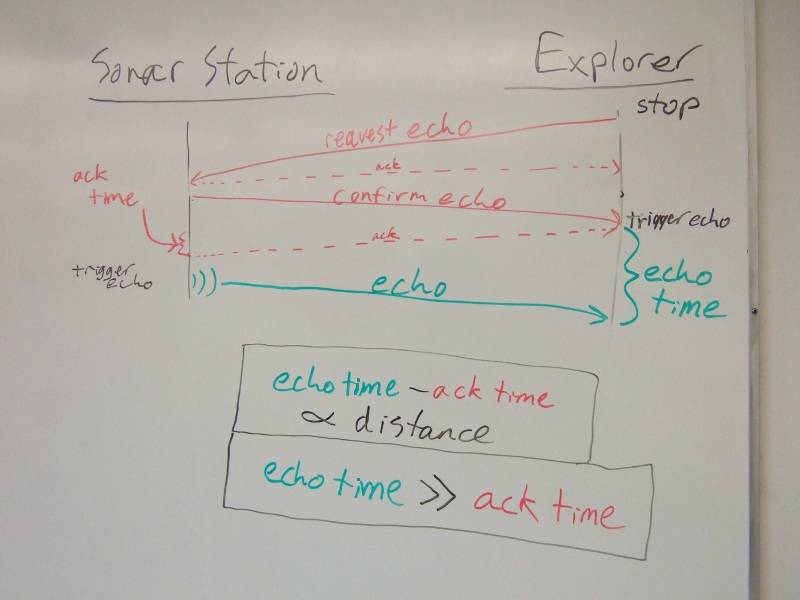 Sonar Station
Explorer
stop
request echo
ack
ack
time
confirm echo
trigger echo
ack
trigger
echo
echo
echo
time
echo time – ack time
∝ distance
echo time >> ack time